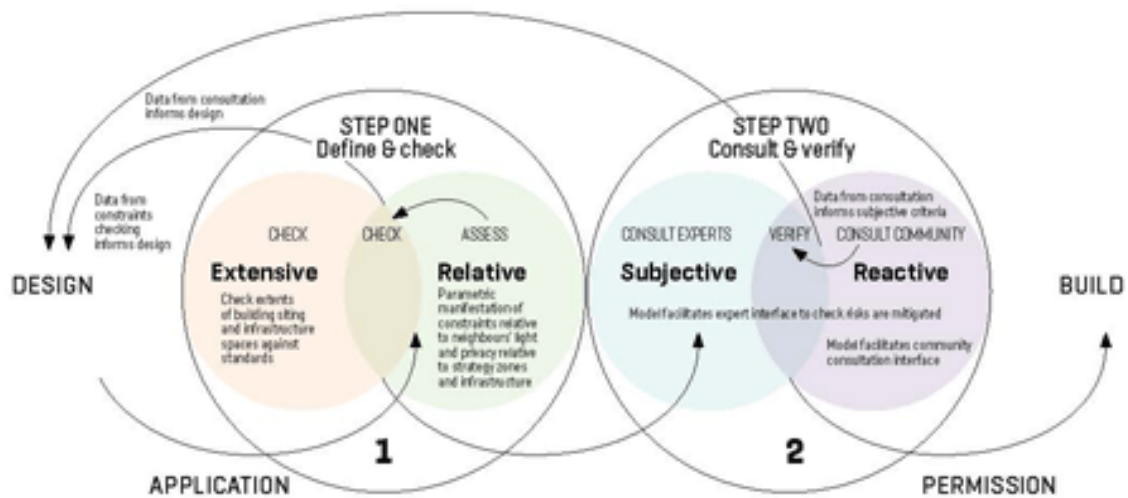 Data from consultation
informs design
STEP ONE
Define & check
STEP TWO
Consult & verify
Data from
constraints
checking
informs design
Data from consultation
informs subjective criteria
CHECK
CHECK
ASSESS
CONSULT EXPERTS
VERIFY
CONSULT COMMUNITY
DESIGN
Extensive
Relative
Subjective
Reactive
BUILD
Check extents
of building siting
and infrastructure
spaces against
standards
Parametric
manifestation of
constraints relative
to neighbours' light
and privacy relative
to strategy zones
and infrastructure
Model facilitates expert interface to check risks are mitigated
Model facilitates community
consultation interface
1
2
APPLICATION
PERMISSION